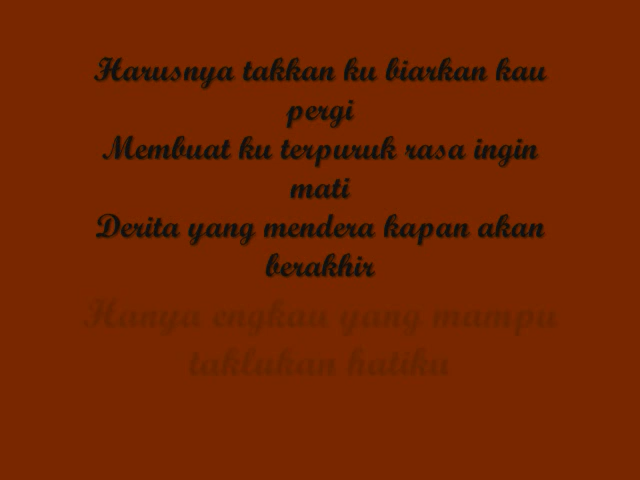 Harusnya takkan ku biarkan kau
pergi
Membuat ku terpuruk rasa ingin
mati
Derita yang mendera kapan akan
berakhir
Hanya engkau yang mampu
taklukan hatiku